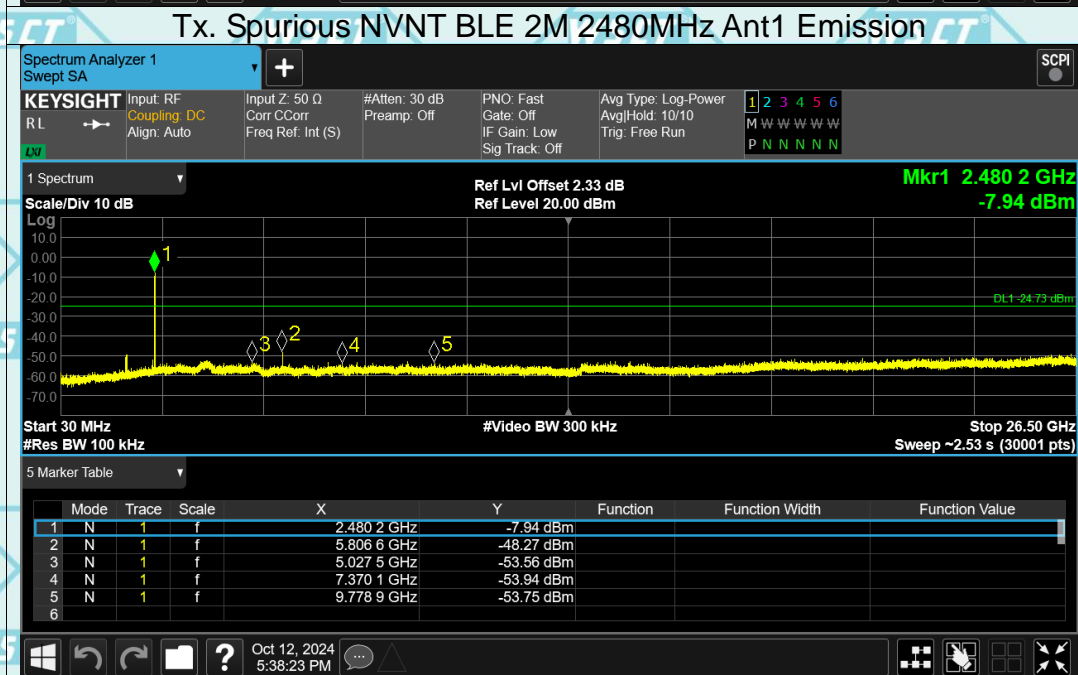 Tx. Spurious NVNT BLE 2M 2480MHz Ant1 Emission
Spectrum Analyzer 1
Swept SA
+
SCPI
KEYSIGHT Input: RF Input Z: 50 Ω #Atten: 30 dB PNO: Fast Avg Type: Log-Power 1 2 3 4 5 6
R L Coupling: DC Corr CCorr Preamp: Off Gate: Off Avg|Hold: 10/10 M W W W W W
Align: Auto Freq Ref: Int (S) IF Gain: Low Trig: Free Run P N N N N N
LXI Sig Track: Off
1 Spectrum
Ref Lvl Offset 2.33 dB
Mkr1 2.480 2 GHz
Scale/Div 10 dB
Ref Level 20.00 dBm
-7.94 dBm
Log
10.0
0.00
1
-10.0
-20.0
DL1 -24.73 dBm
-30.0
-40.0
3 2 4 5
-50.0
-60.0
-70.0
Start 30 MHz #Video BW 300 kHz Stop 26.50 GHz
#Res BW 100 kHz Sweep ~2.53 s (30001 pts)
5 Marker Table
Mode Trace Scale X Y Function Function Width Function Value
1 N 1 f 2.480 2 GHz -7.94 dBm
2 N 1 f 5.806 6 GHz -48.27 dBm
3 N 1 f 5.027 5 GHz -53.56 dBm
4 N 1 f 7.370 1 GHz -53.94 dBm
5 N 1 f 9.778 9 GHz -53.75 dBm
6
?
Oct 12, 2024
5:38:23 PM